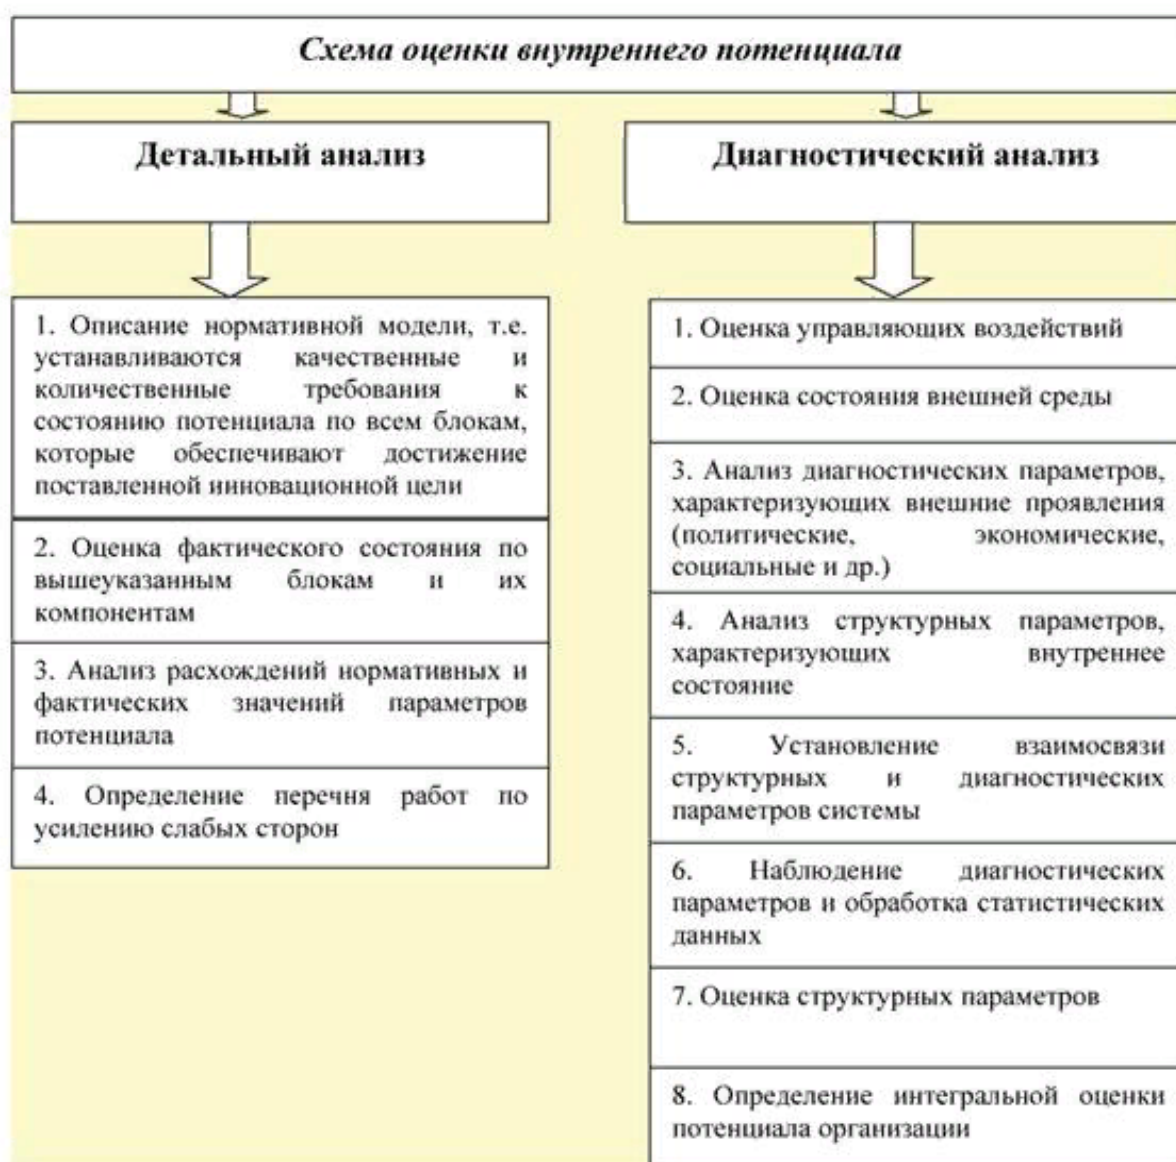 Схема оценки внутреннего потенциала
Детальный анализ
1. Описание нормативной модели, т.е.
устанавливаются качественные и
количественные требования к
состоянию потенциала по всем блокам,
которые обеспечивают достижение
поставленной инновационной цели
2. Оценка фактического состояния по
вышеуказанным блокам и их
компонентам
3. Анализ расхождений нормативных и
фактических значений параметров
потенциала
4. Определение перечня работ по
усилению слабых сторон
Диагностический анализ
1. Оценка управляющих воздействий
2. Оценка состояния внешней среды
3. Анализ диагностических параметров,
характеризующих внешние проявления
(политические, экономические,
социальные и др.)
4. Анализ структурных параметров,
характеризующих внутреннее
состояние
5. Установление взаимосвязи
структурных и диагностических
параметров системы
6. Наблюдение диагностических
параметров и обработка статистических
данных
7. Оценка структурных параметров
8. Определение интегральной оценки
потенциала организации